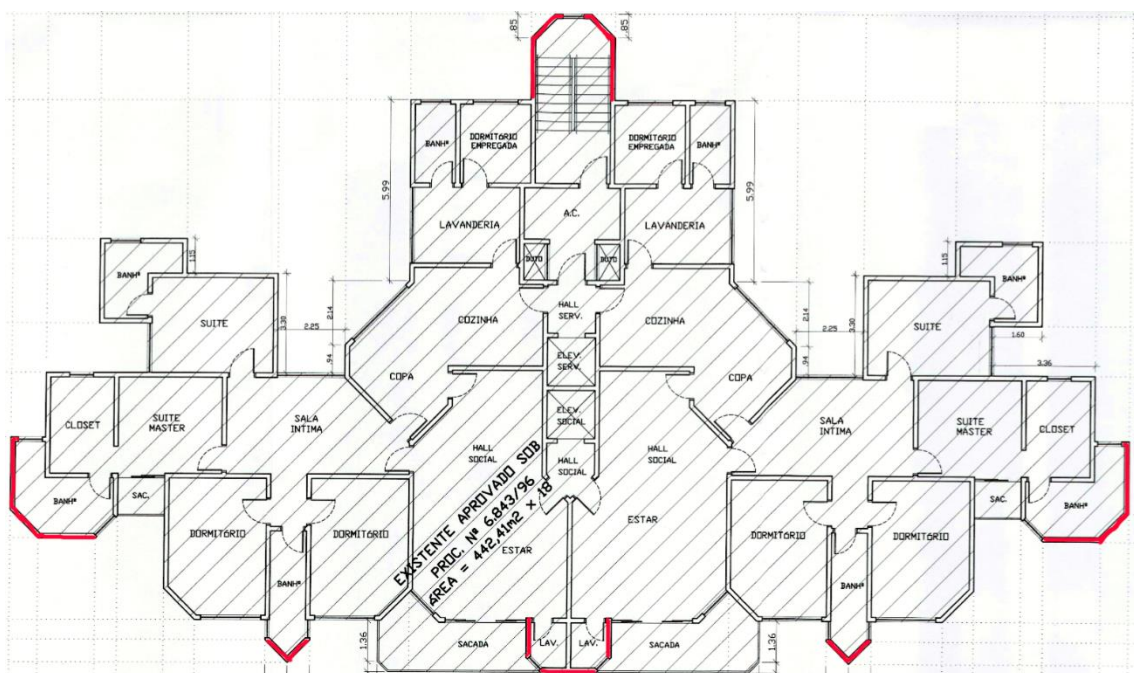 .85
.85
BANHº
DORMITÓRIO
EMPREGADA
DORMITÓRIO
EMPREGADA
BANHº
5.99
5.99
LAVANDERIA
A.C.
LAVANDERIA
1.15
1.15
BANHº
DUTO
DUTO
BANHº
SUITE
3.30
2.25
2.14
.94
COZINHA
HALL
SERV.
COZINHA
2.14
.94
2.25
3.30
SUITE
1.60
3.36
COPA
ELEV.
SERV.
COPA
CLOSET
SUITE
MASTER
SALA
INTIMA
HALL
SOCIAL
ELEV.
SOCIAL
HALL
SOCIAL
HALL
SOCIAL
SALA
INTIMA
SUITE
MASTER
CLOSET
BANHº
SAC.
SAC.
BANHº
EXISTENTE APROVADO SOB
PROC. Nº 6.843/96
ÁREA = 442,41m2 X 18
DORMITÓRIO
DORMITÓRIO
ESTAR
ESTAR
DORMITÓRIO
DORMITÓRIO
BANHº
BANHº
1.36
SACADA
LAV.
LAV.
SACADA
1.36